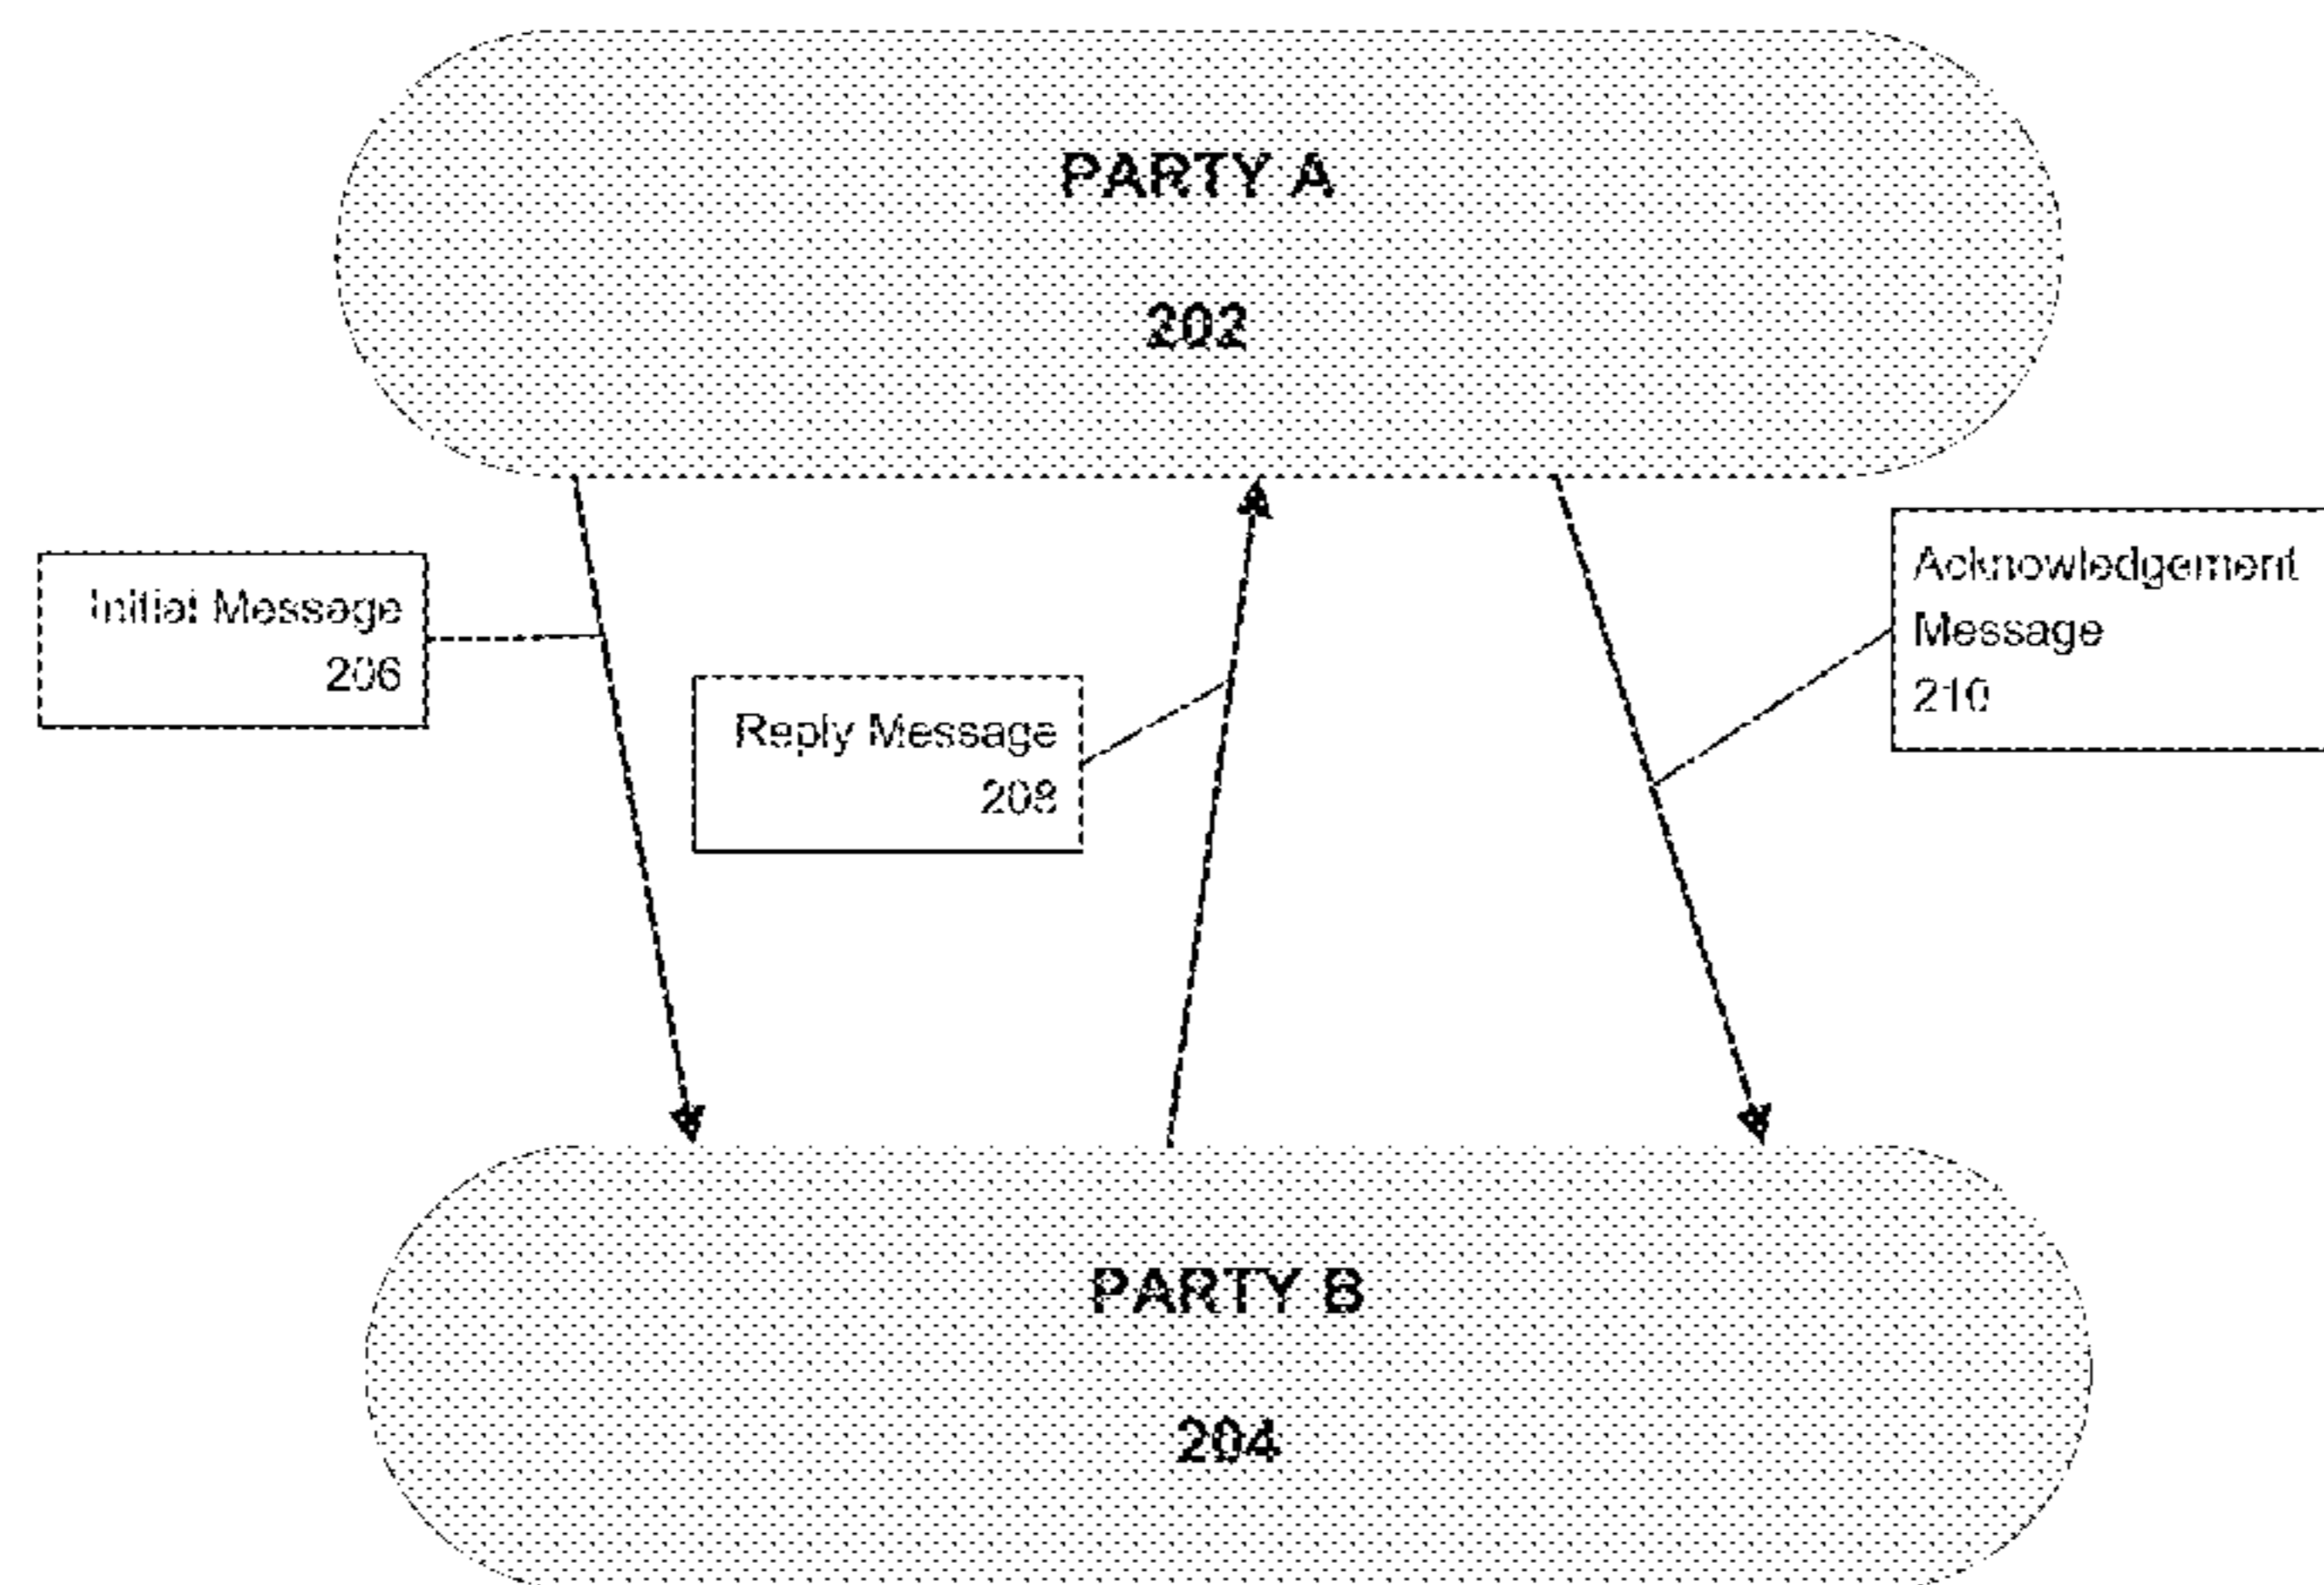 PARTY A
202
Initial Message
206
Reply Message
208
Acknowledgement
Message
210
PARTY B
204